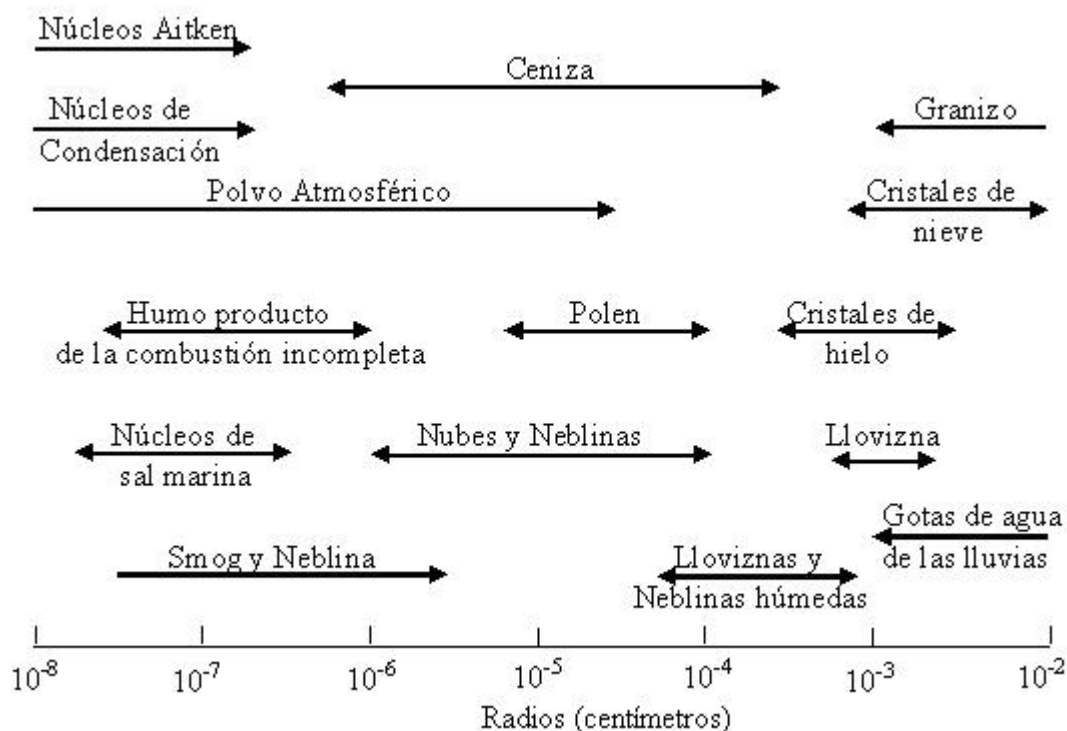 Núcleos Aitken
Ceniza
Núcleos de
Condensación
Granizo
Polvo Atmosférico
Cristales de
nieve
Humo producto
de la combustión incompleta
Polen
Cristales de
hielo
Núcleos de
sal marina
Nubes y Neblinas
Llovizna
Gotas de agua
de las lluvias
Smog y Neblina
Lloviznas y
Neblinas húmedas
10⁻⁸ 10⁻⁷ 10⁻⁶ 10⁻⁵ 10⁻⁴ 10⁻³ 10⁻²
Radios (centímetros)